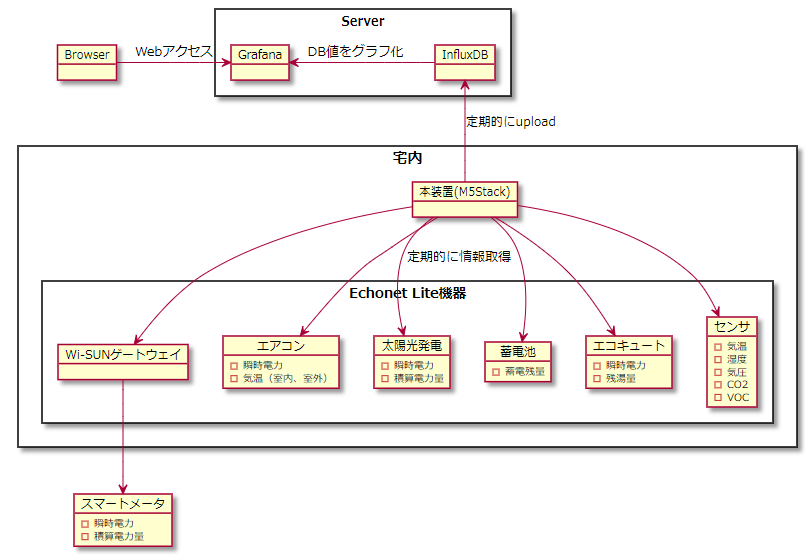 Server
Browser
Webアクセス
Grafana
DB値をグラフ化
InfluxDB
定期的にupload
宅内
本装置(M5Stack)
定期的に情報取得
Echonet Lite機器
Wi-SUNゲートウェイ
エアコン
瞬時電力
気温（室内、室外）
太陽光発電
瞬時電力
積算電力量
蓄電池
蓄電残量
エコキュート
瞬時電力
残湯量
センサ
気温
湿度
気圧
CO2
VOC
スマートメータ
瞬時電力
積算電力量